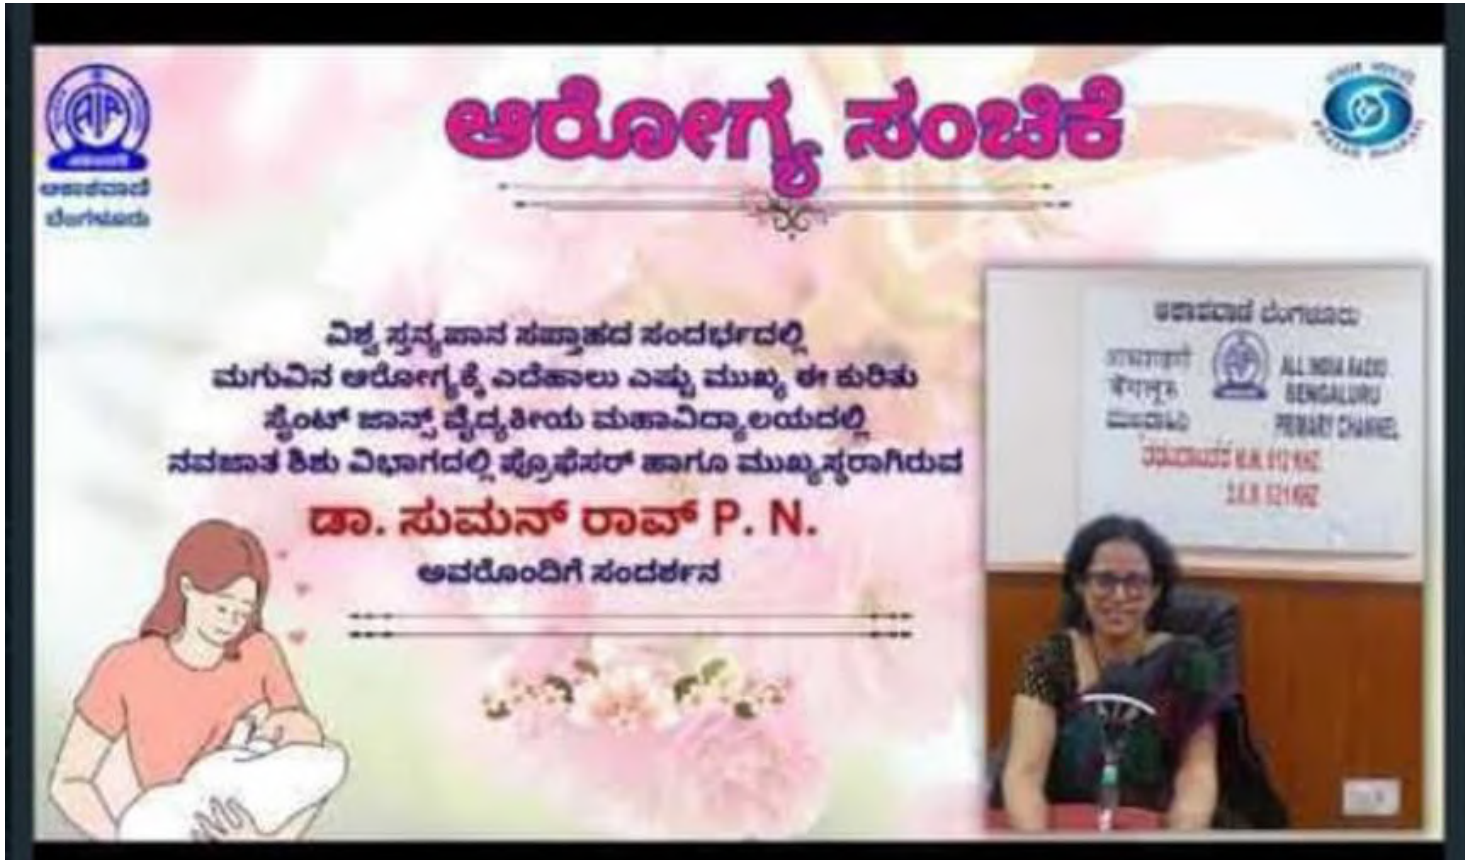 ಆರೋಗ್ಯ ಸಂಚಿಕೆ
ಆಕಾಶವಾಣಿ
ಬೆಂಗಳೂರು
ವಿಶ್ವ ಸ್ತನ್ಯಪಾನ ಸಪ್ತಾಹದ ಸಂದರ್ಭದಲ್ಲಿ
ಮಗುವಿನ ಆರೋಗ್ಯಕ್ಕೆ ಎದೆಹಾಲು ಎಷ್ಟು ಮುಖ್ಯ ಈ ಕುರಿತು
ಸೈಂಟ್ ಜಾನ್ಸ್ ವೈದ್ಯಕೀಯ ಮಹಾವಿದ್ಯಾಲಯದಲ್ಲಿ
ನವಜಾತ ಶಿಶು ವಿಭಾಗದಲ್ಲಿ ಪ್ರೊಫೆಸರ್ ಹಾಗೂ ಮುಖ್ಯಸ್ಥರಾಗಿರುವ
ಡಾ. ಸುಮನ್ ರಾವ್ P. N.
ಅವರೊಂದಿಗೆ ಸಂದರ್ಶನ
ಆಕಾಶವಾಣಿ ಬೆಂಗಳೂರು
ALL INDIA RADIO
BENGALURU
PRIMARY CHANNEL